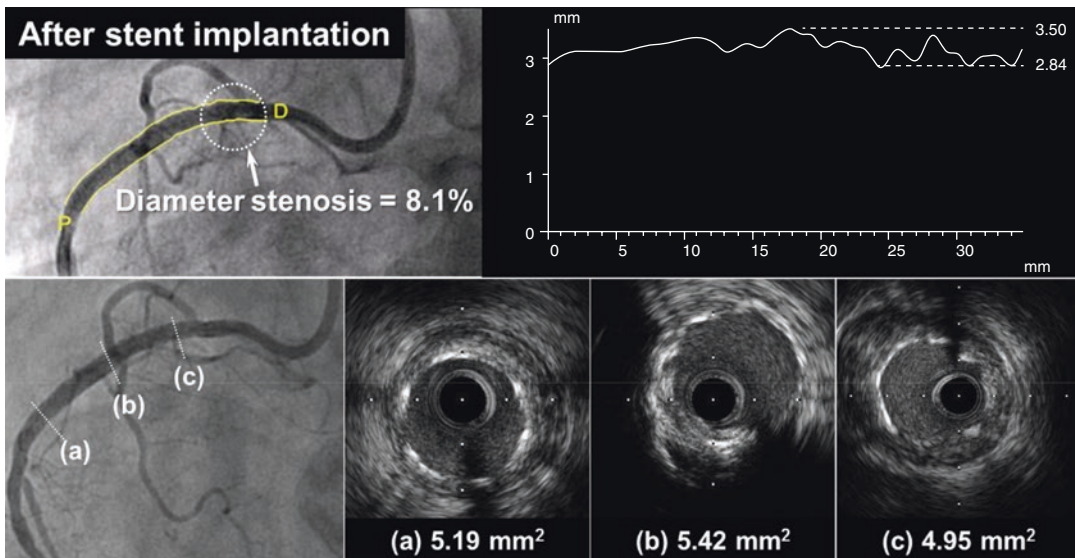 After stent implantation
P
D
Diameter stenosis = 8.1%
mm
3
2
1
0
3.50
2.84
0 5 10 15 20 25 30
mm
(a)
(b)
(c)
(a) 5.19 mm²
(b) 5.42 mm²
(c) 4.95 mm²